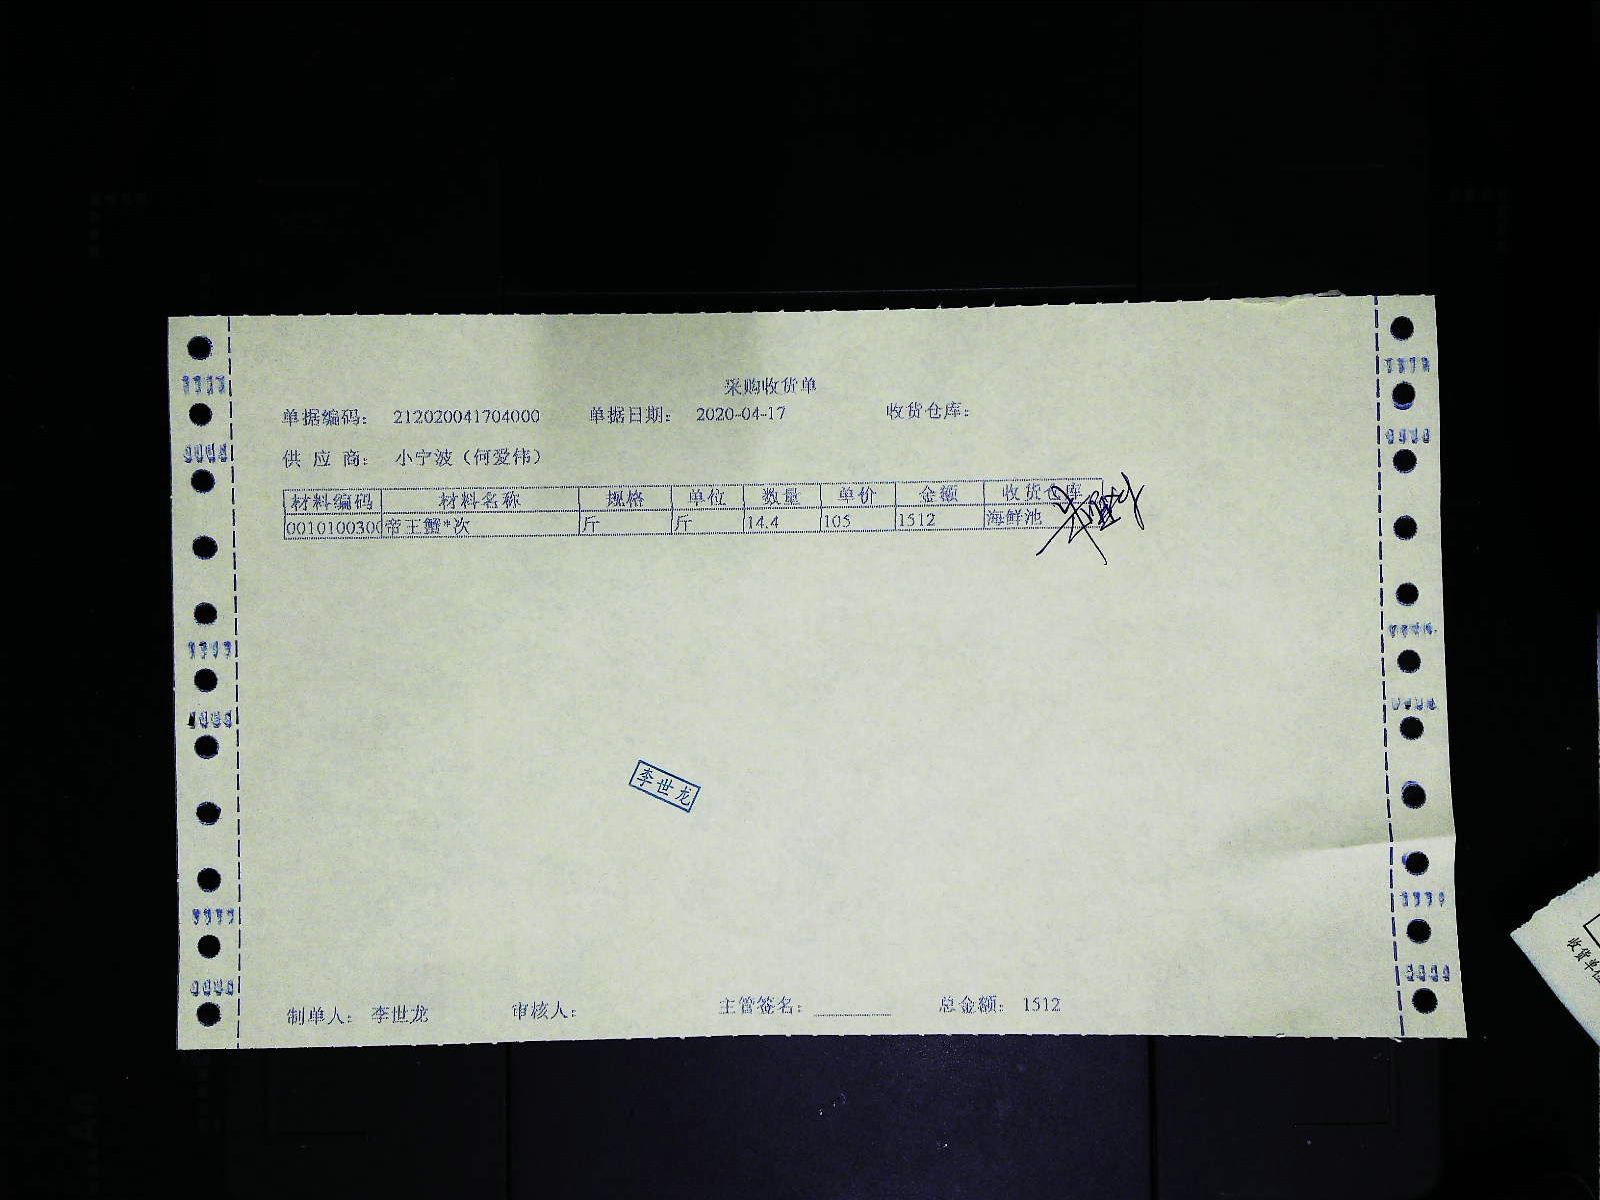 采购收货单
单据编码： 212020041704000 单据日期： 2020-04-17 收货仓库：
供 应 商： 小宁波（何爱伟）
材料编码 材料名称 规格 单位 数量 单价 金额 收货仓库
0010100300 帝王蟹*次 斤 斤 14.4 105 1512 海鲜池
李世龙
制单人： 李世龙 审核人： 主管签名： 总金额： 1512
收货单位